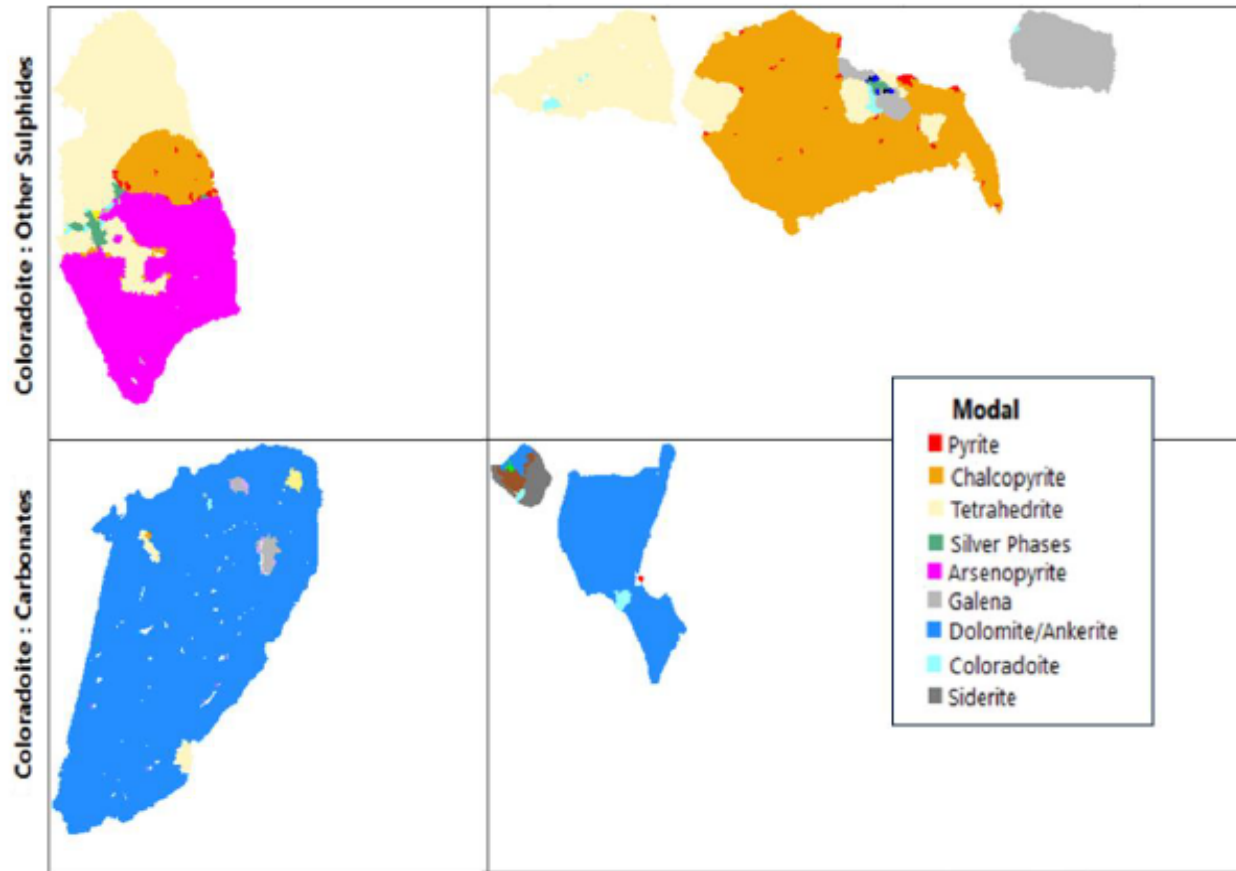 Coloradoite : Other Sulphides
Coloradoite : Carbonates
Modal
Pyrite
Chalcopyrite
Tetrahedrite
Silver Phases
Arsenopyrite
Galena
Dolomite/Ankerite
Coloradoite
Siderite